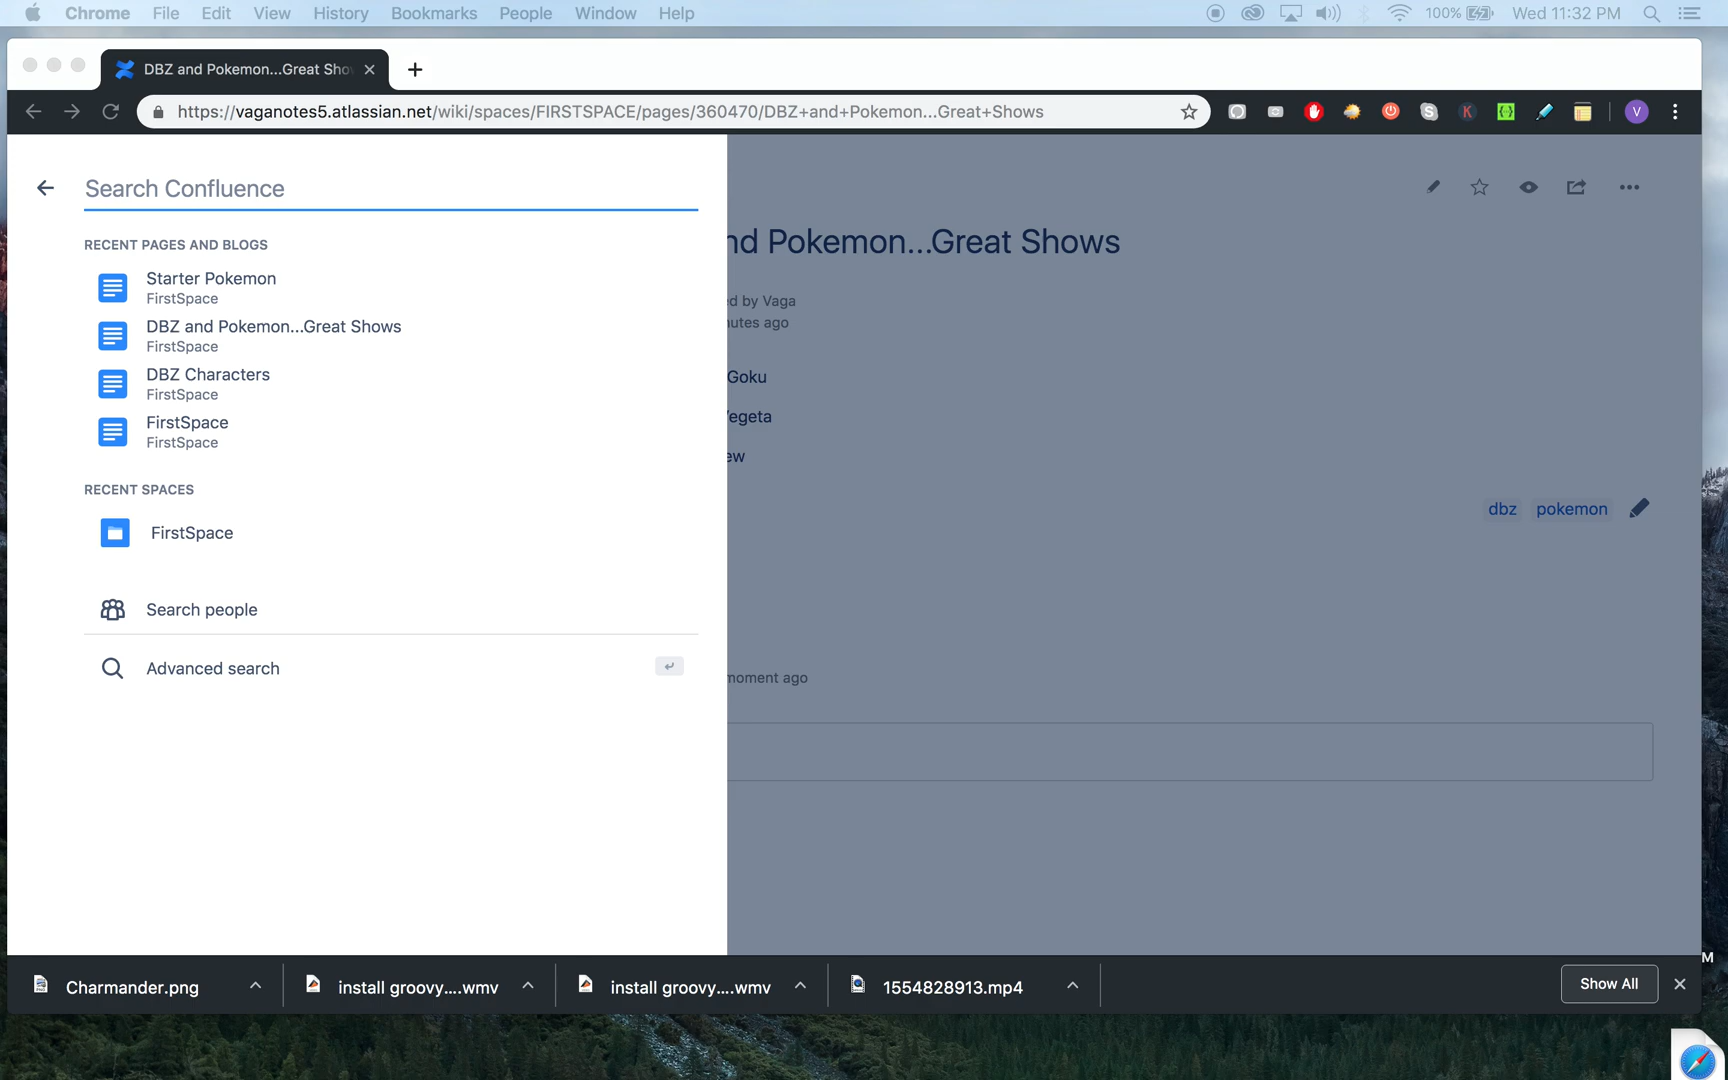 Chrome File Edit View History Bookmarks People Window Help 100% Wed 11:32 PM
DBZ and Pokemon...Great Sho
https://vaganotes5.atlassian.net/wiki/spaces/FIRSTSPACE/pages/360470/DBZ+and+Pokemon...Great+Shows K V
Search Confluence
RECENT PAGES AND BLOGS
Starter Pokemon
FirstSpace
DBZ and Pokemon...Great Shows
FirstSpace
DBZ Characters
FirstSpace
FirstSpace
FirstSpace
RECENT SPACES
FirstSpace
Search people
Advanced search
nd Pokemon...Great Shows
ed by Vaga
nutes ago
Goku
Vegeta
ew
dbz pokemon
moment ago
Charmander.png install groovy....wmv install groovy....wmv 1554828913.mp4 Show All
M